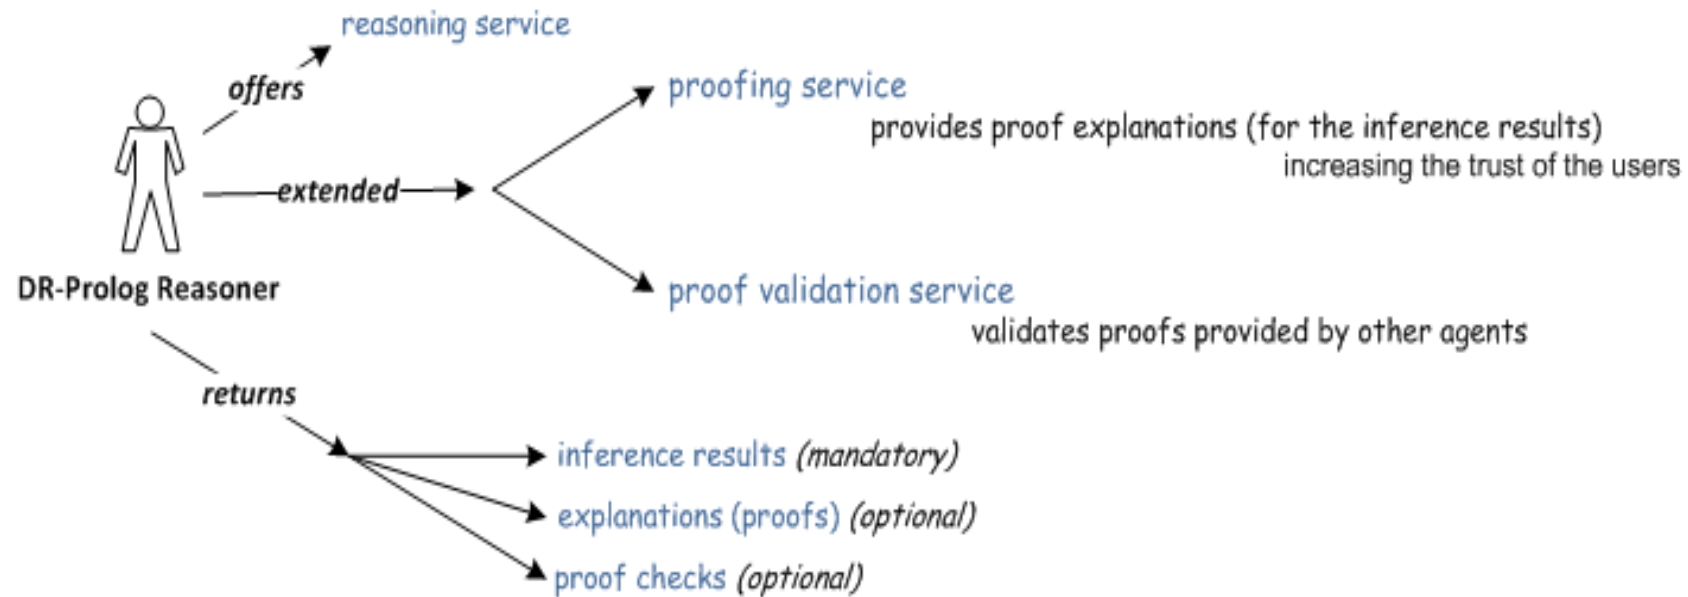 reasoning service
offers
proofing service
provides proof explanations (for the inference results)
increasing the trust of the users
extended
DR-Prolog Reasoner
proof validation service
validates proofs provided by other agents
returns
inference results (mandatory)
explanations (proofs) (optional)
proof checks (optional)